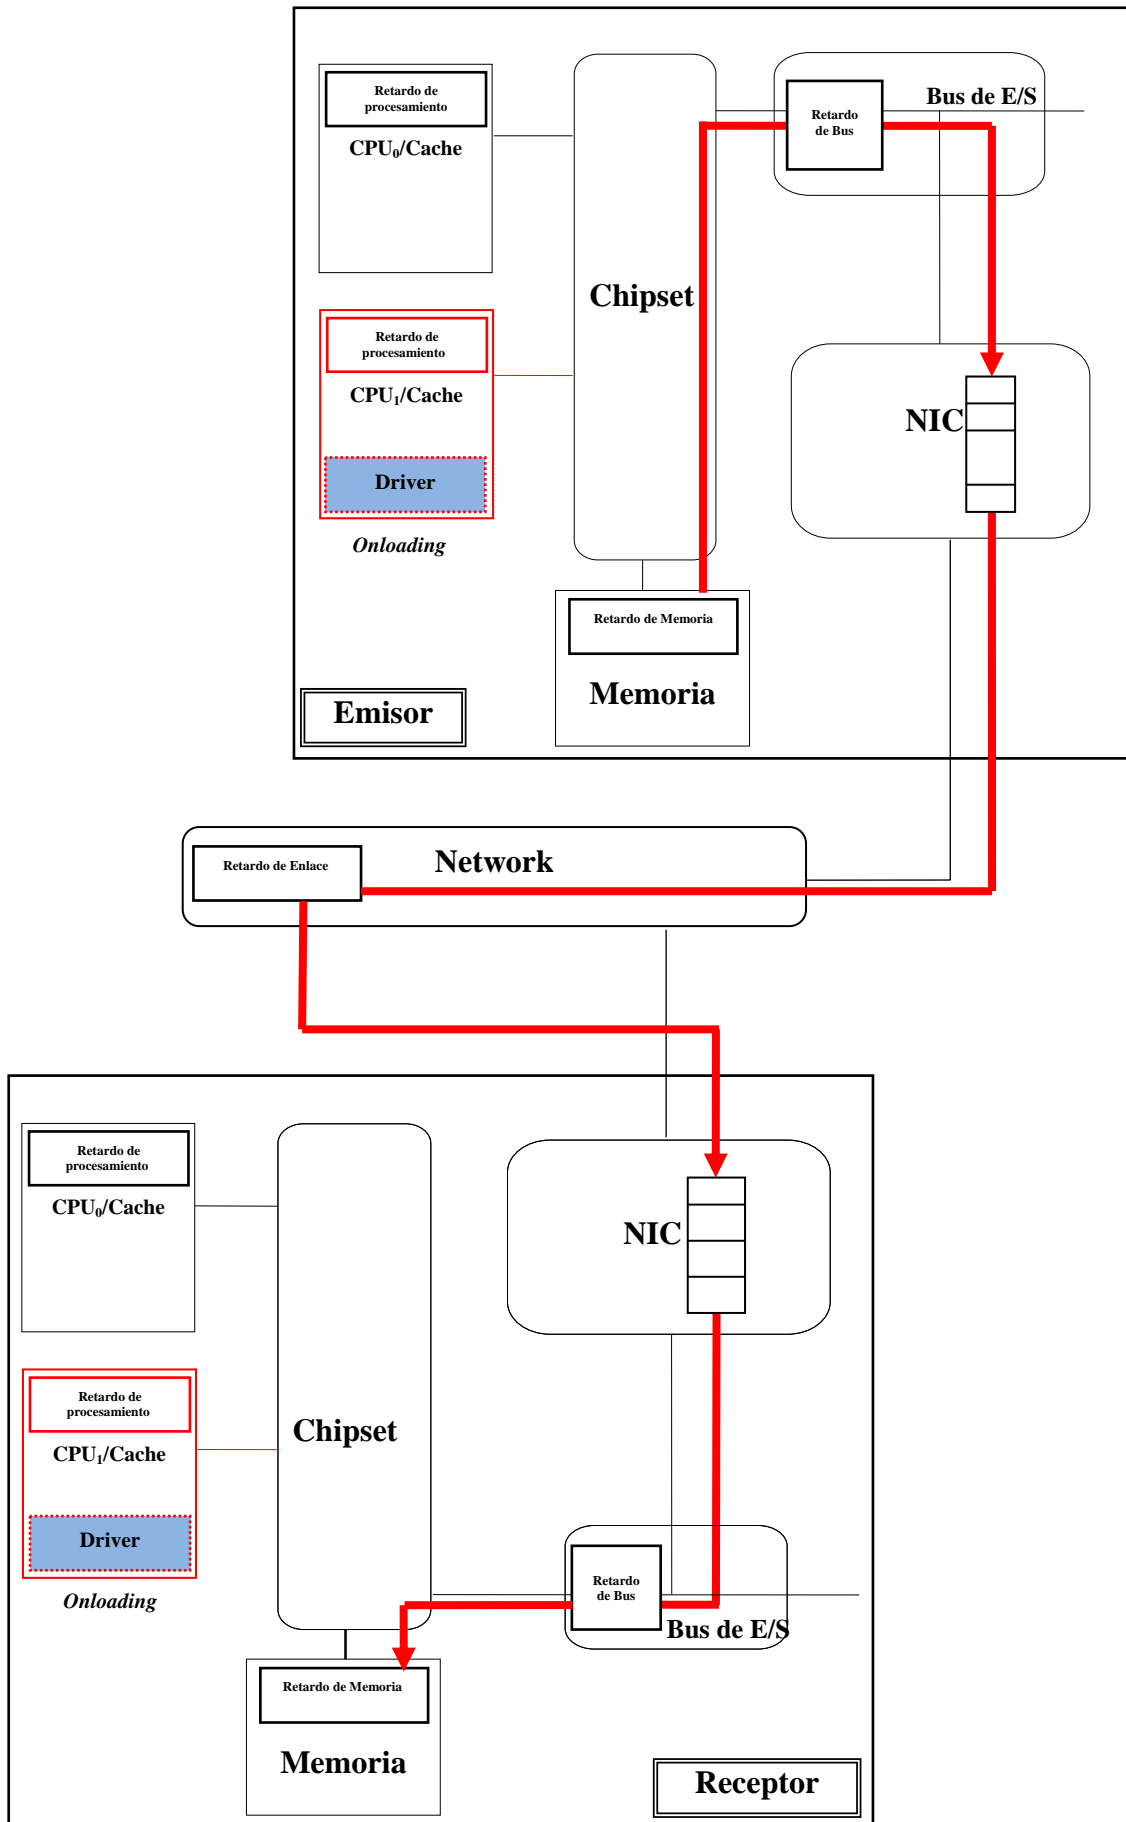 Retardo de
procesamiento
CPU₀/Cache
Bus de E/S
Retardo
de Bus
Chipset
Retardo de
procesamiento
CPU₁/Cache
Driver
Onloading
NIC
Retardo de Memoria
Memoria
Emisor
Retardo de Enlace
Network
Retardo de
procesamiento
CPU₀/Cache
NIC
Retardo de
procesamiento
CPU₁/Cache
Chipset
Driver
Onloading
Retardo
de Bus
Bus de E/S
Retardo de Memoria
Memoria
Receptor